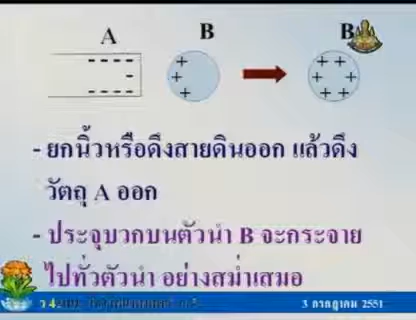 A B B
- ยกนิ้วหรือดึงสายดินออก แล้วดึง
วัตถุ A ออก
- ประจุบวกบนตัวนำ B จะกระจาย
ไปทั่วตัวนำ อย่างสม่ำเสมอ
3 กรกฎาคม 2551